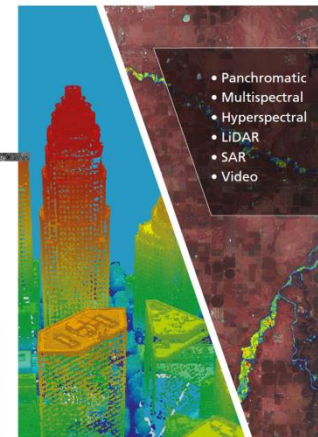 • Panchromatic
• Multispectral
• Hyperspectral
• LiDAR
• SAR
• Video